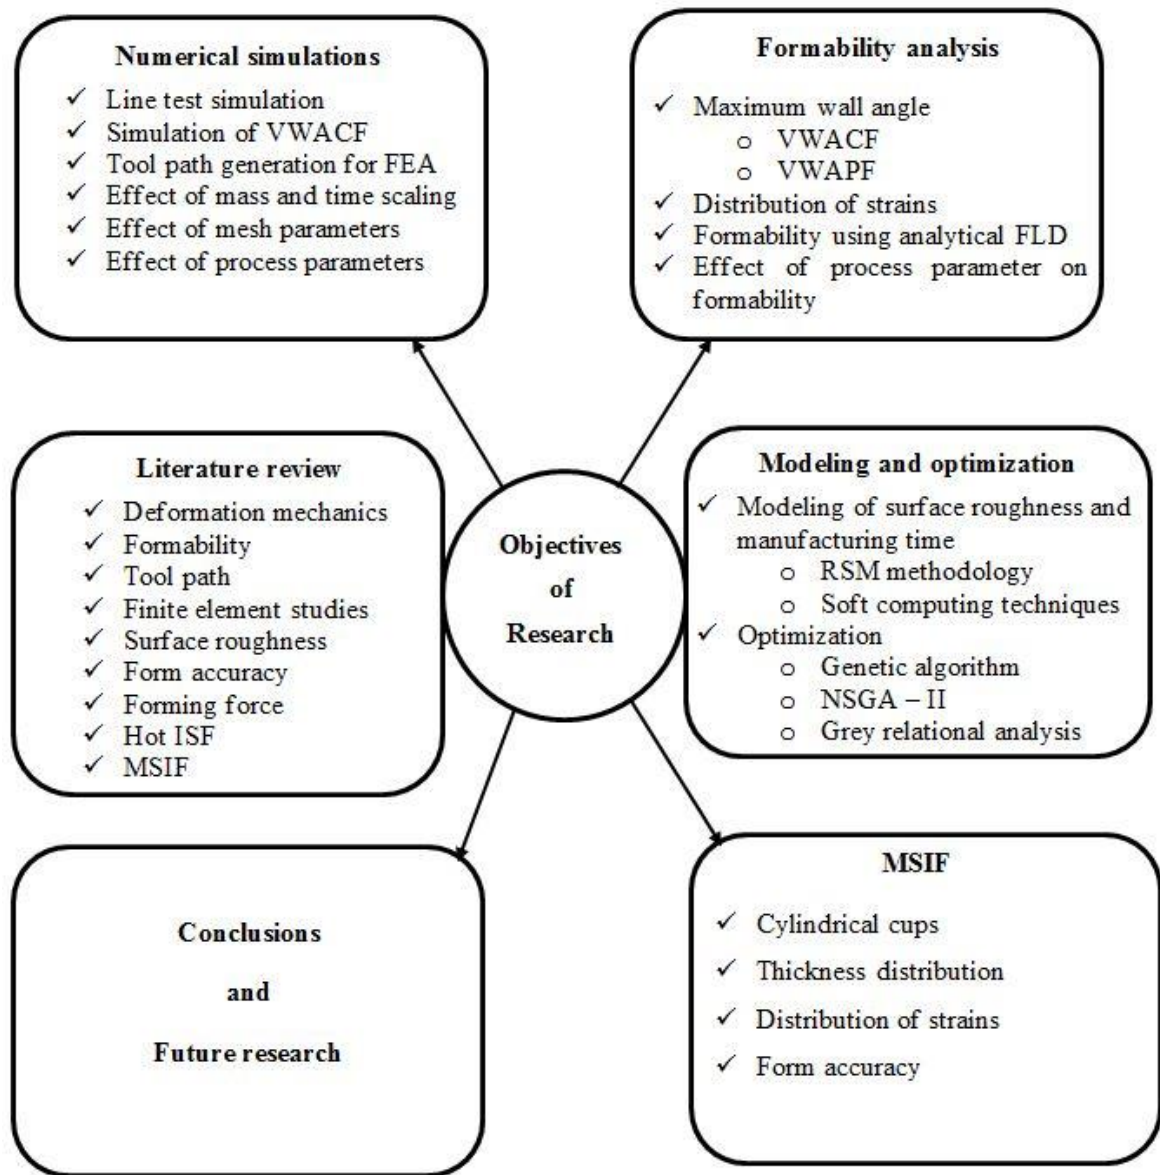 Numerical simulations
✓ Line test simulation
✓ Simulation of VWACF
✓ Tool path generation for FEA
✓ Effect of mass and time scaling
✓ Effect of mesh parameters
✓ Effect of process parameters
Formability analysis
✓ Maximum wall angle
o VWACF
o VWAPF
✓ Distribution of strains
✓ Formability using analytical FLD
✓ Effect of process parameter on
formability
Literature review
✓ Deformation mechanics
✓ Formability
✓ Tool path
✓ Finite element studies
✓ Surface roughness
✓ Form accuracy
✓ Forming force
✓ Hot ISF
✓ MSIF
Objectives
of
Research
Modeling and optimization
✓ Modeling of surface roughness and
manufacturing time
o RSM methodology
o Soft computing techniques
✓ Optimization
o Genetic algorithm
o NSGA – II
o Grey relational analysis
Conclusions
and
Future research
MSIF
✓ Cylindrical cups
✓ Thickness distribution
✓ Distribution of strains
✓ Form accuracy